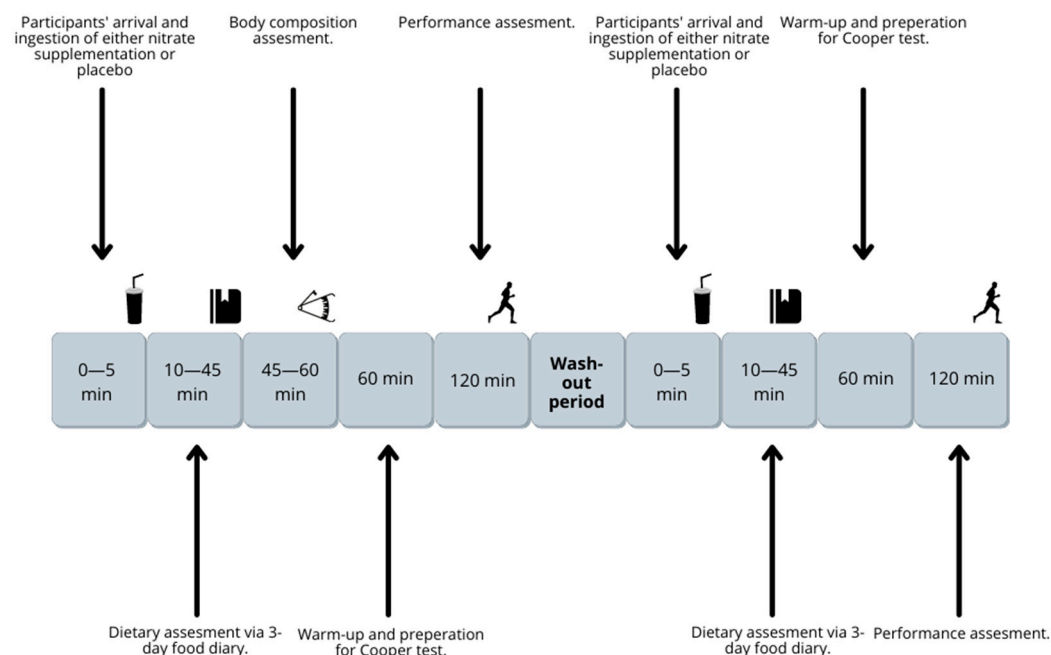 Participants' arrival and
ingestion of either nitrate
supplementation or
placebo
Body composition
assesment.
Performance assesment.
Participants' arrival and
ingestion of either nitrate
supplementation or
placebo
Warm-up and preperation
for Cooper test.
0—5
min
10—45
min
45—60
min
60 min
120 min
Wash-
out
period
0—5
min
10—45
min
60 min
120 min
Dietary assesment via 3-
day food diary.
Warm-up and preperation
for Cooper test.
Dietary assesment via 3-
day food diary.
Performance assesment.